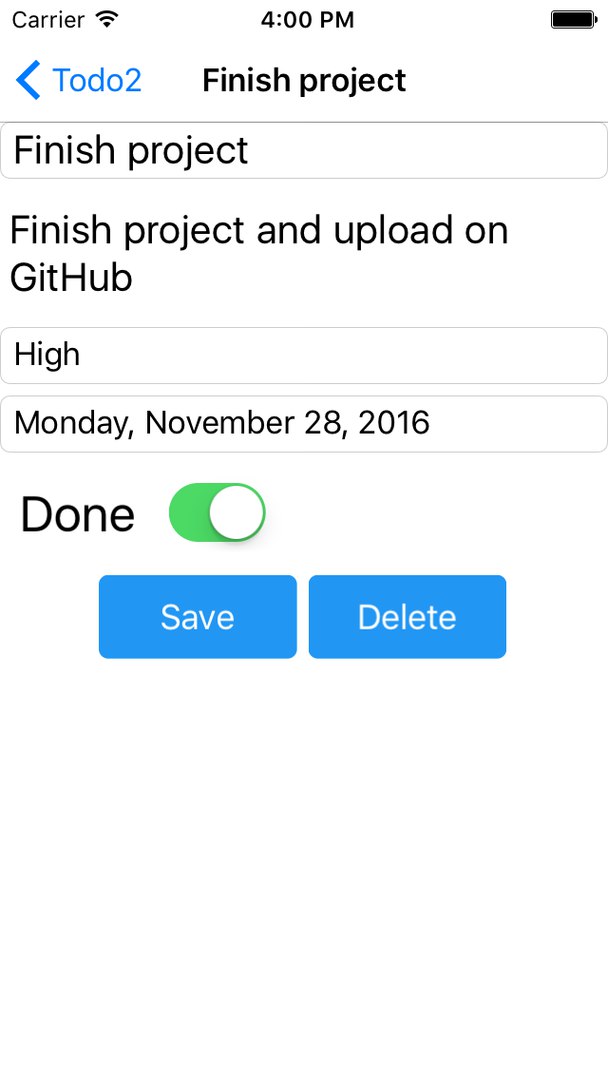 Carrier 4:00 PM
Todo2 Finish project
Finish project
Finish project and upload on
GitHub
High
Monday, November 28, 2016
Done
Save Delete